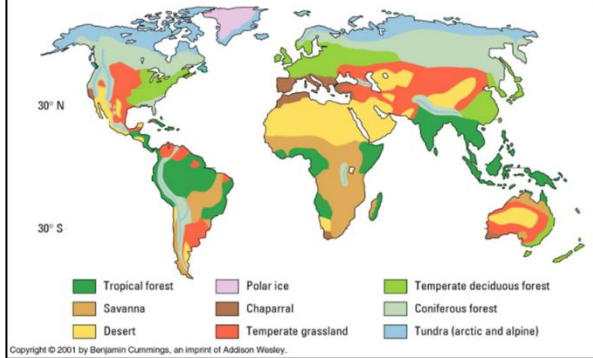 30° N
30° S
Tropical forest
Polar ice
Temperate deciduous forest
Savanna
Chaparral
Coniferous forest
Desert
Temperate grassland
Tundra (arctic and alpine)
Copyright © 2001 by Benjamin Cummings, an imprint of Addison Wesley.